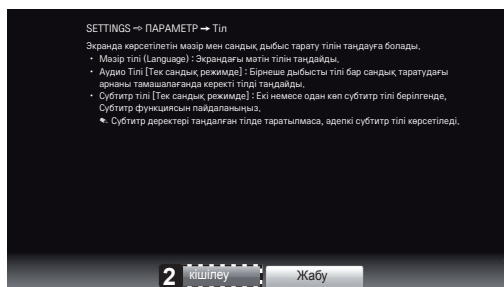 SETTINGS ⇨ ПАРАМЕТР ➙ Тіл
Экранда көрсетілетін мәзір мен сандық дыбыс тарату тілін таңдауға болады.
• Мәзір тілі (Language) : Экрандағы мәтін тілін таңдайды.
• Аудио Тілі [Тек сандық режимде] : Бірнеше дыбысты тілі бар сандық таратудағы
арнаны тамашалағанда керекті тілді таңдайды.
• Субтитр тілі [Тек сандық режимде] : Екі немесе одан көп субтитр тілі берілгенде,
Субтитр функциясын пайдаланыңыз.
✎ Субтитр деректері таңдалған тілде таратылмаса, әдепкі субтитр тілі көрсетіледі.
2 кішілеу Жабу